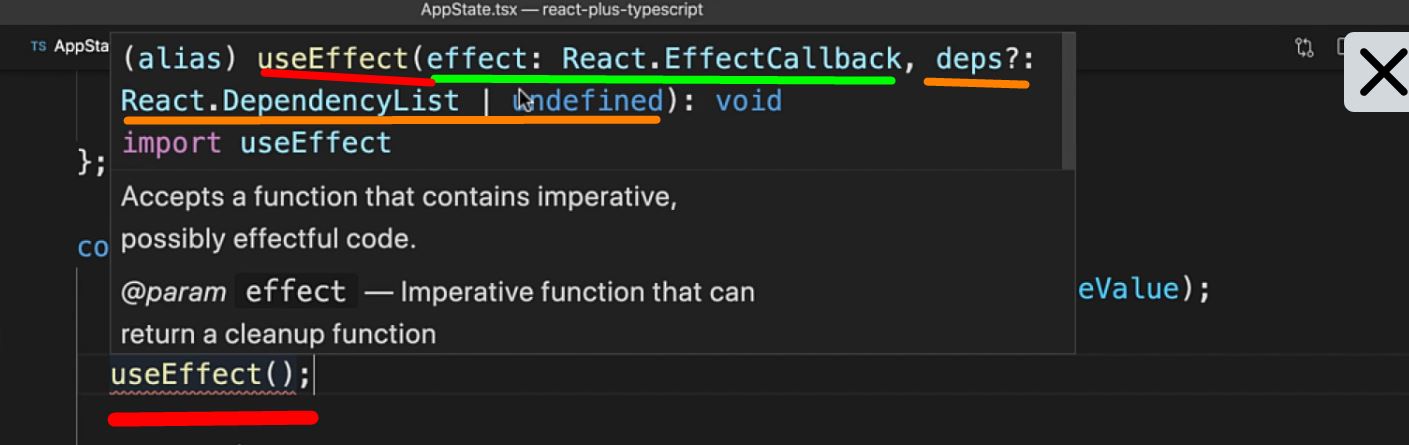 AppState.tsx — react-plus-typescript
TS AppSta
(alias) useEffect(effect: React.EffectCallback, deps?:
React.DependencyList | undefined): void
import useEffect
};
Accepts a function that contains imperative,
possibly effectful code.
co
@param effect — Imperative function that can
eValue);
return a cleanup function
useEffect();